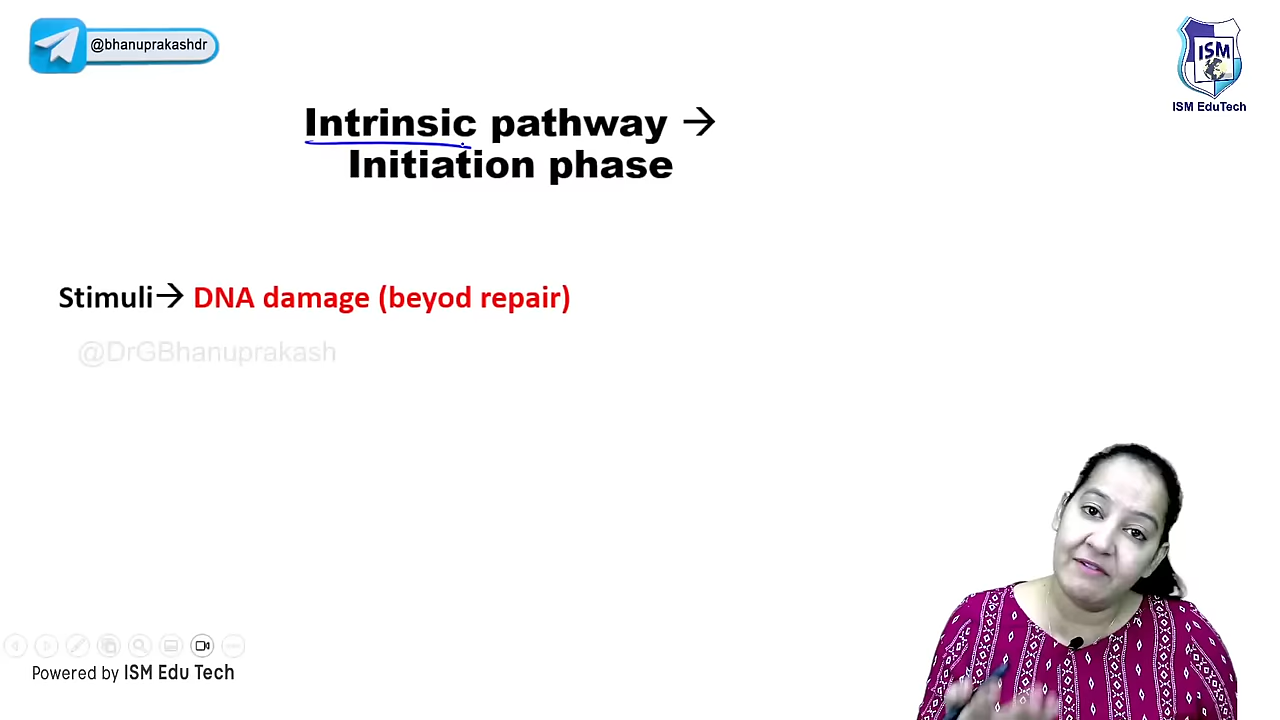 @bhanuprakashdr
ISM
ISM EduTech
Intrinsic pathway →
Initiation phase
Stimuli→ DNA damage (beyod repair)
@DrGBhanuprakash
Powered by ISM Edu Tech